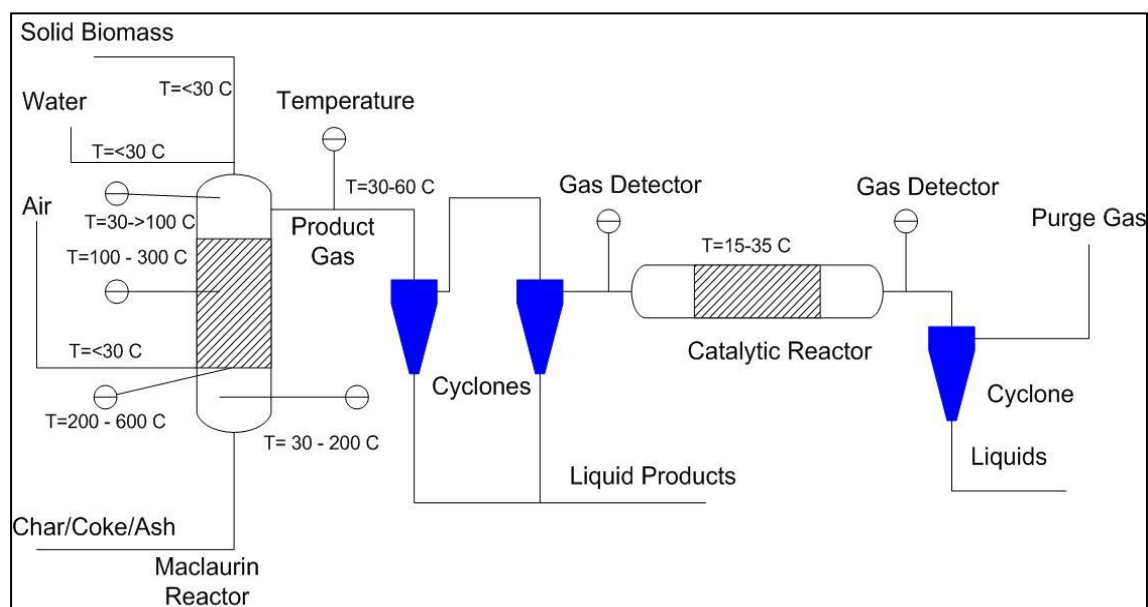 Solid Biomass
T=<30 C
Water
T=<30 C
Temperature
T=30-60 C
Air
T=30->100 C
Product
Gas
T=100 - 300 C
T=<30 C
T=200 - 600 C
T= 30 - 200 C
Cyclones
Gas Detector
T=15-35 C
Catalytic Reactor
Gas Detector
Purge Gas
Cyclone
Liquids
Liquid Products
Char/Coke/Ash
Maclaurin
Reactor